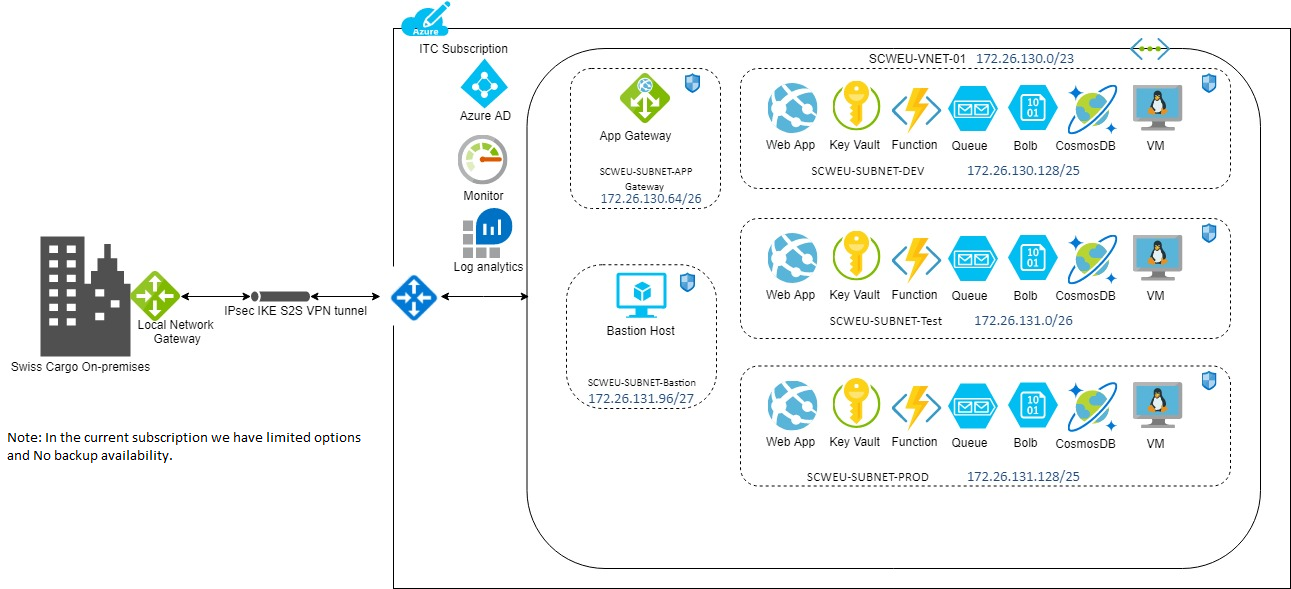 Azure
ITC Subscription
Azure AD
Monitor
Log analytics
SCWEU-VNET-01 172.26.130.0/23
App Gateway
SCWEU-SUBNET-APP
Gateway
172.26.130.64/26
Web App Key Vault Function Queue Bolb CosmosDB VM
10
01
SCWEU-SUBNET-DEV 172.26.130.128/25
Web App Key Vault Function Queue Bolb CosmosDB VM
10
01
SCWEU-SUBNET-Test 172.26.131.0/26
Bastion Host
SCWEU-SUBNET-Bastion
172.26.131.96/27
Web App Key Vault Function Queue Bolb CosmosDB VM
10
01
SCWEU-SUBNET-PROD 172.26.131.128/25
Local Network
Gateway
IPsec IKE S2S VPN tunnel
Swiss Cargo On-premises
Note: In the current subscription we have limited options
and No backup availability.